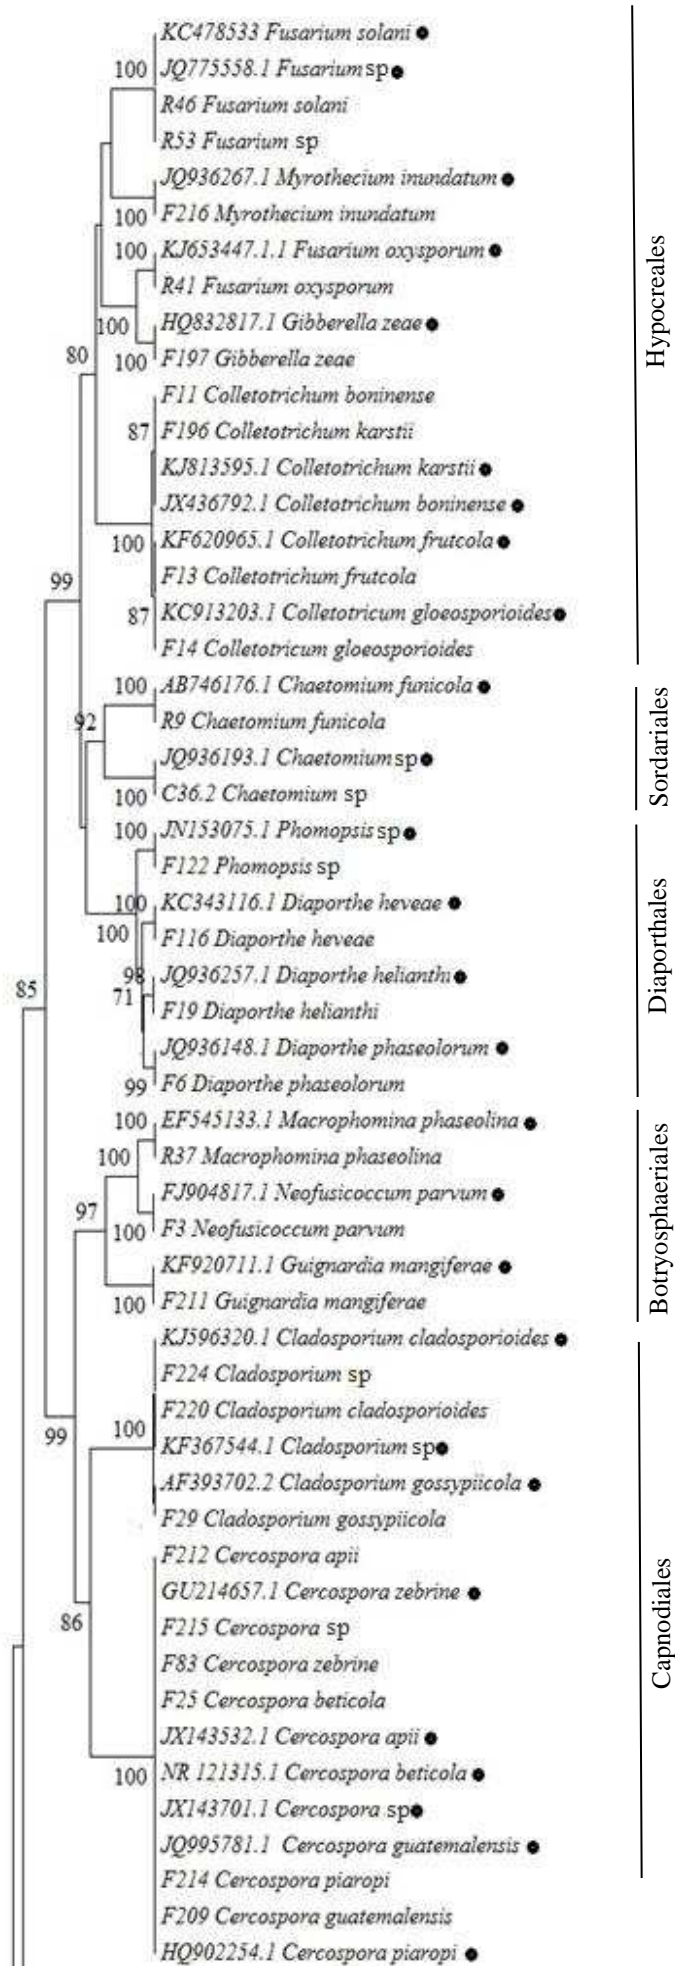 KC478533 Fusarium solani
100 JQ775558.1 Fusarium sp
R46 Fusarium solani
R53 Fusarium sp
JQ936267.1 Myrothecium inundatum
100 F216 Myrothecium inundatum
100 KJ653447.1.1 Fusarium oxysporum
R41 Fusarium oxysporum
100 HQ832817.1 Gibberella zeae
80 100 F197 Gibberella zeae
Hypocreales
F11 Colletotrichum boninense
87 F196 Colletotrichum karstii
KJ813595.1 Colletotrichum karstii
JX436792.1 Colletotrichum boninense
100 KF620965.1 Colletotrichum frutcola
99 F13 Colletotrichum frutcola
87 KC913203.1 Colletotricum gloeosporioides
F14 Colletotricum gloeosporioides
100 AB746176.1 Chaetomium funicola
92 R9 Chaetomium funicola
JQ936193.1 Chaetomium sp
100 C36.2 Chaetomium sp
Sordariales
100 JN153075.1 Phomopsis sp
F122 Phomopsis sp
100 KC343116.1 Diaporthe heveae
100 F116 Diaporthe heveae
98 JQ936257.1 Diaporthe helianthi
85 71 F19 Diaporthe helianthi
JQ936148.1 Diaporthe phaseolorum
99 F6 Diaporthe phaseolorum
Diaporthales
100 EF545133.1 Macrophomina phaseolina
100 R37 Macrophomina phaseolina
FJ904817.1 Neofusicoccum parvum
97 100 F3 Neofusicoccum parvum
KF920711.1 Guignardia mangiferae
100 F211 Guignardia mangiferae
Botryosphaeriales
KJ596320.1 Cladosporium cladosporioides
F224 Cladosporium sp
F220 Cladosporium cladosporioides
99 100 KF367544.1 Cladosporium sp
AF393702.2 Cladosporium gossypiicola
F29 Cladosporium gossypiicola
F212 Cercospora apii
GU214657.1 Cercospora zebrine
86 F215 Cercospora sp
F83 Cercospora zebrine
F25 Cercospora beticola
JX143532.1 Cercospora apii
100 NR 121315.1 Cercospora beticola
JX143701.1 Cercospora sp
JQ995781.1 Cercospora guatemalensis
F214 Cercospora piaropi
F209 Cercospora guatemalensis
HQ902254.1 Cercospora piaropi
Capnodiales